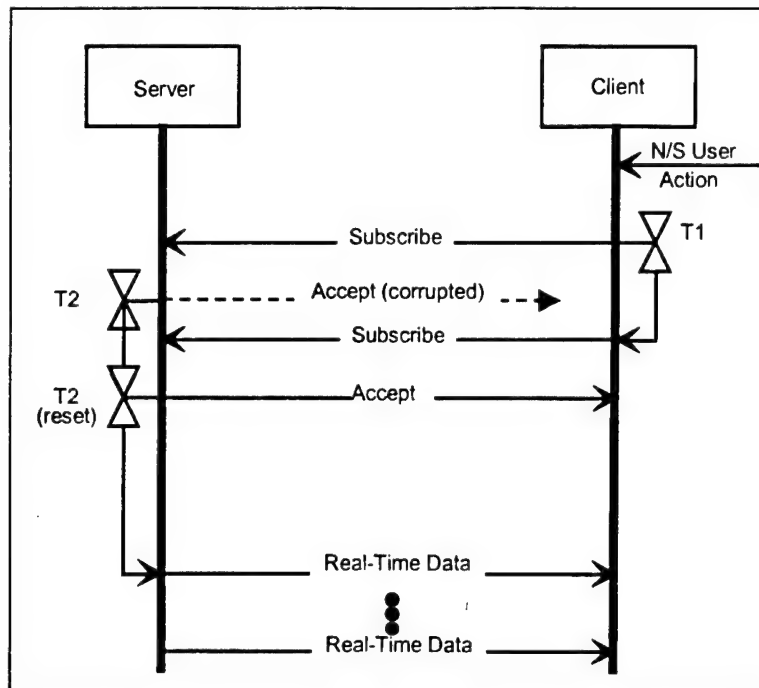 Server
Client
N/S User
Action
Subscribe
T1
T2
Accept (corrupted)
Subscribe
T2
(reset)
Accept
Real-Time Data
Real-Time Data